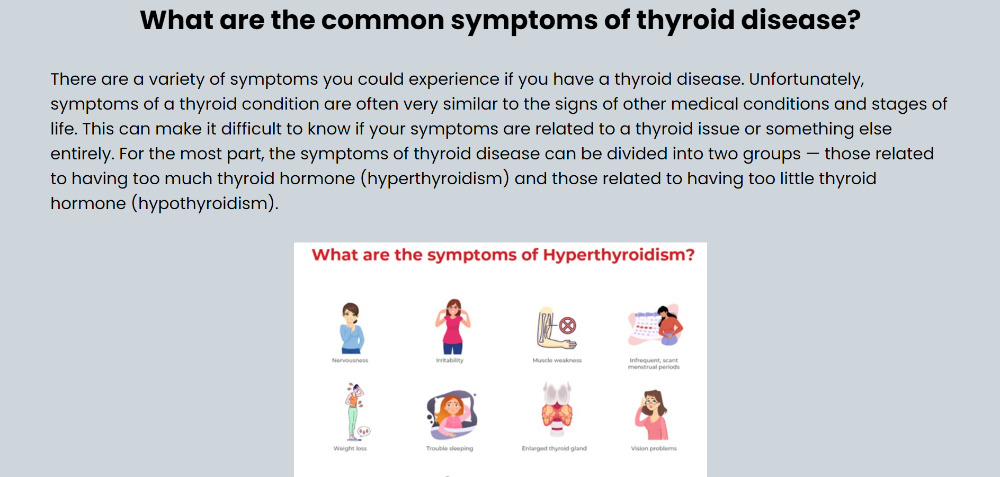 What are the common symptoms of thyroid disease?
There are a variety of symptoms you could experience if you have a thyroid disease. Unfortunately,
symptoms of a thyroid condition are often very similar to the signs of other medical conditions and stages of
life. This can make it difficult to know if your symptoms are related to a thyroid issue or something else
entirely. For the most part, the symptoms of thyroid disease can be divided into two groups — those related
to having too much thyroid hormone (hyperthyroidism) and those related to having too little thyroid
hormone (hypothyroidism).
What are the symptoms of Hyperthyroidism?
Nervousness
Irritability
Muscle weakness
Infrequent, scant
menstrual periods
Weight loss
Trouble sleeping
Enlarged thyroid gland
Vision problems